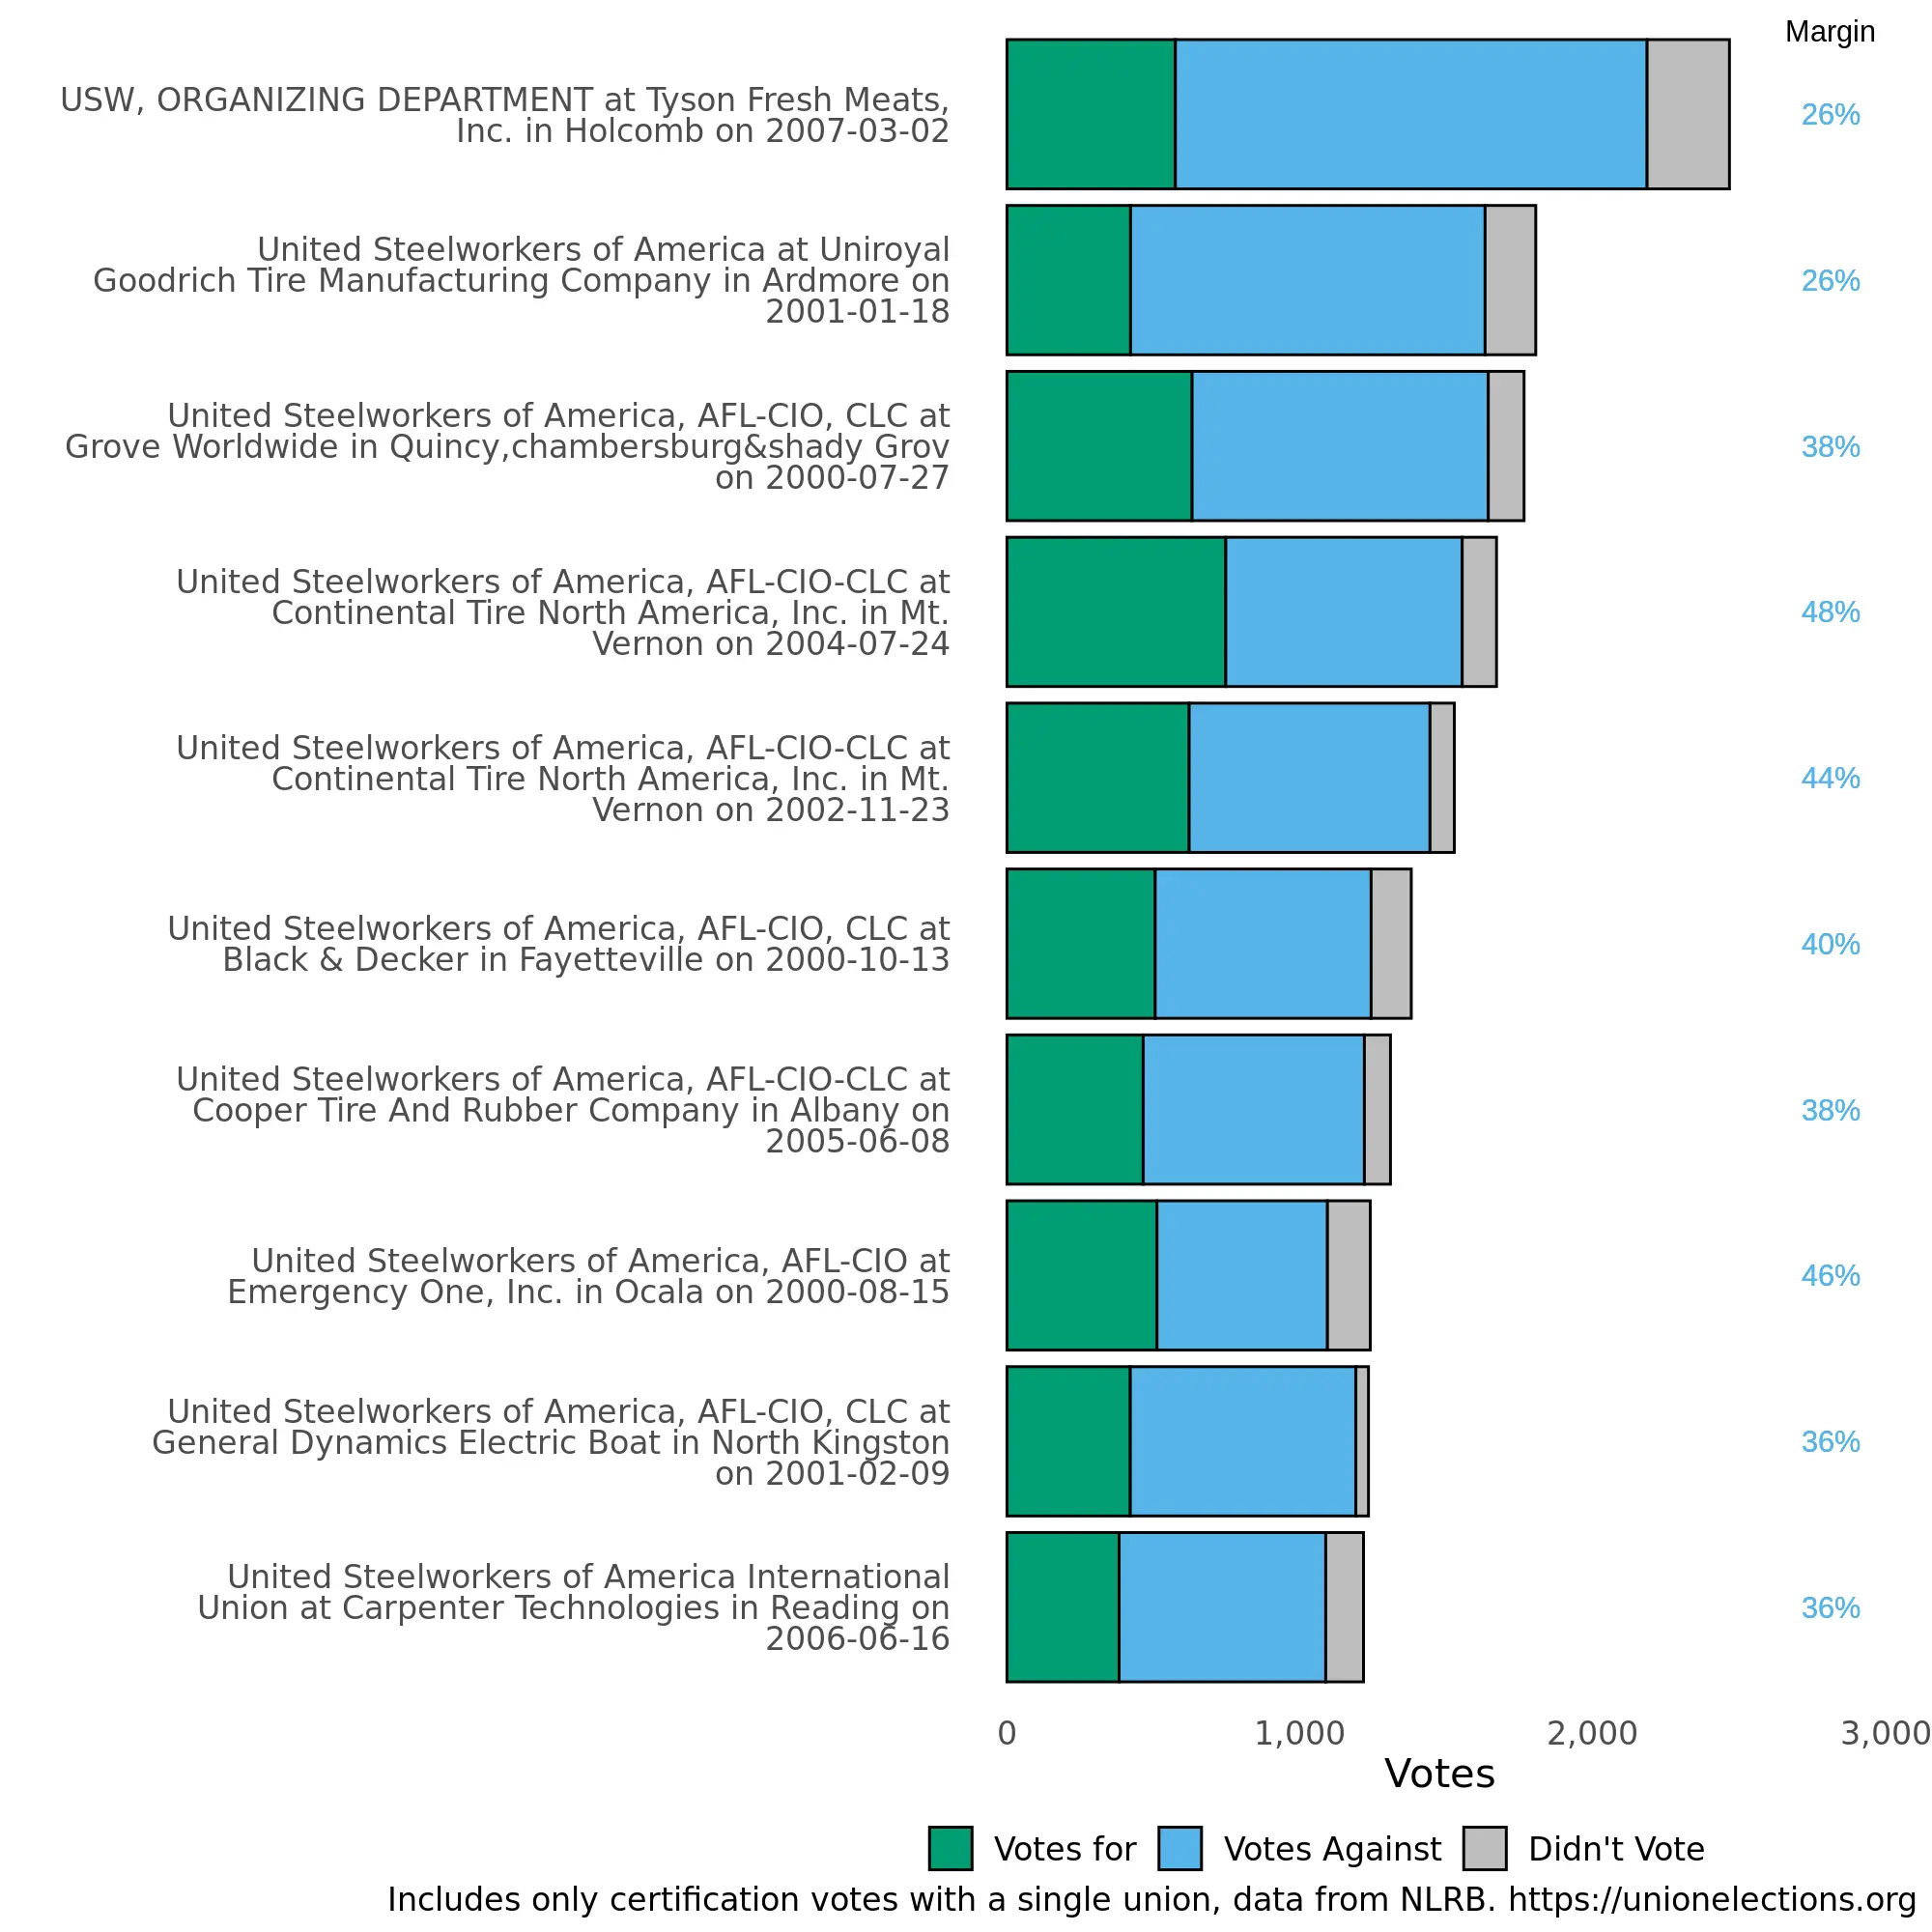 Margin
USW, ORGANIZING DEPARTMENT at Tyson Fresh Meats,
Inc. in Holcomb on 2007-03-02
26%
United Steelworkers of America at Uniroyal
Goodrich Tire Manufacturing Company in Ardmore on
2001-01-18
26%
United Steelworkers of America, AFL-CIO, CLC at
Grove Worldwide in Quincy,chambersburg&shady Grov
on 2000-07-27
38%
United Steelworkers of America, AFL-CIO-CLC at
Continental Tire North America, Inc. in Mt.
Vernon on 2004-07-24
48%
United Steelworkers of America, AFL-CIO-CLC at
Continental Tire North America, Inc. in Mt.
Vernon on 2002-11-23
44%
United Steelworkers of America, AFL-CIO, CLC at
Black & Decker in Fayetteville on 2000-10-13
40%
United Steelworkers of America, AFL-CIO-CLC at
Cooper Tire And Rubber Company in Albany on
2005-06-08
38%
United Steelworkers of America, AFL-CIO at
Emergency One, Inc. in Ocala on 2000-08-15
46%
United Steelworkers of America, AFL-CIO, CLC at
General Dynamics Electric Boat in North Kingston
on 2001-02-09
36%
United Steelworkers of America International
Union at Carpenter Technologies in Reading on
2006-06-16
36%
0 1,000 2,000 3,000
Votes
Votes for Votes Against Didn't Vote
Includes only certification votes with a single union, data from NLRB. https://unionelections.org